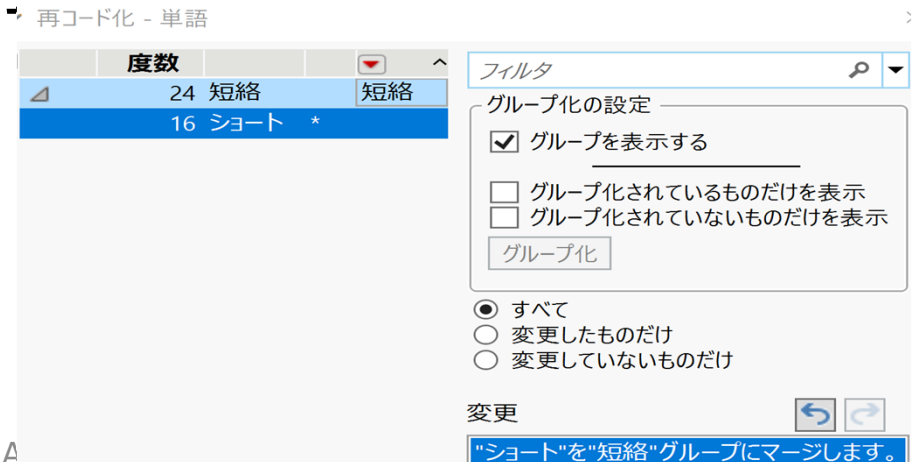 再コード化 - 単語
度数
24 短絡 短絡
16 ショート *
フィルタ
グループ化の設定
グループを表示する
グループ化されているものだけを表示
グループ化されていないものだけを表示
グループ化
すべて
変更したものだけ
変更していないものだけ
変更
"ショート"を"短絡"グループにマージします。